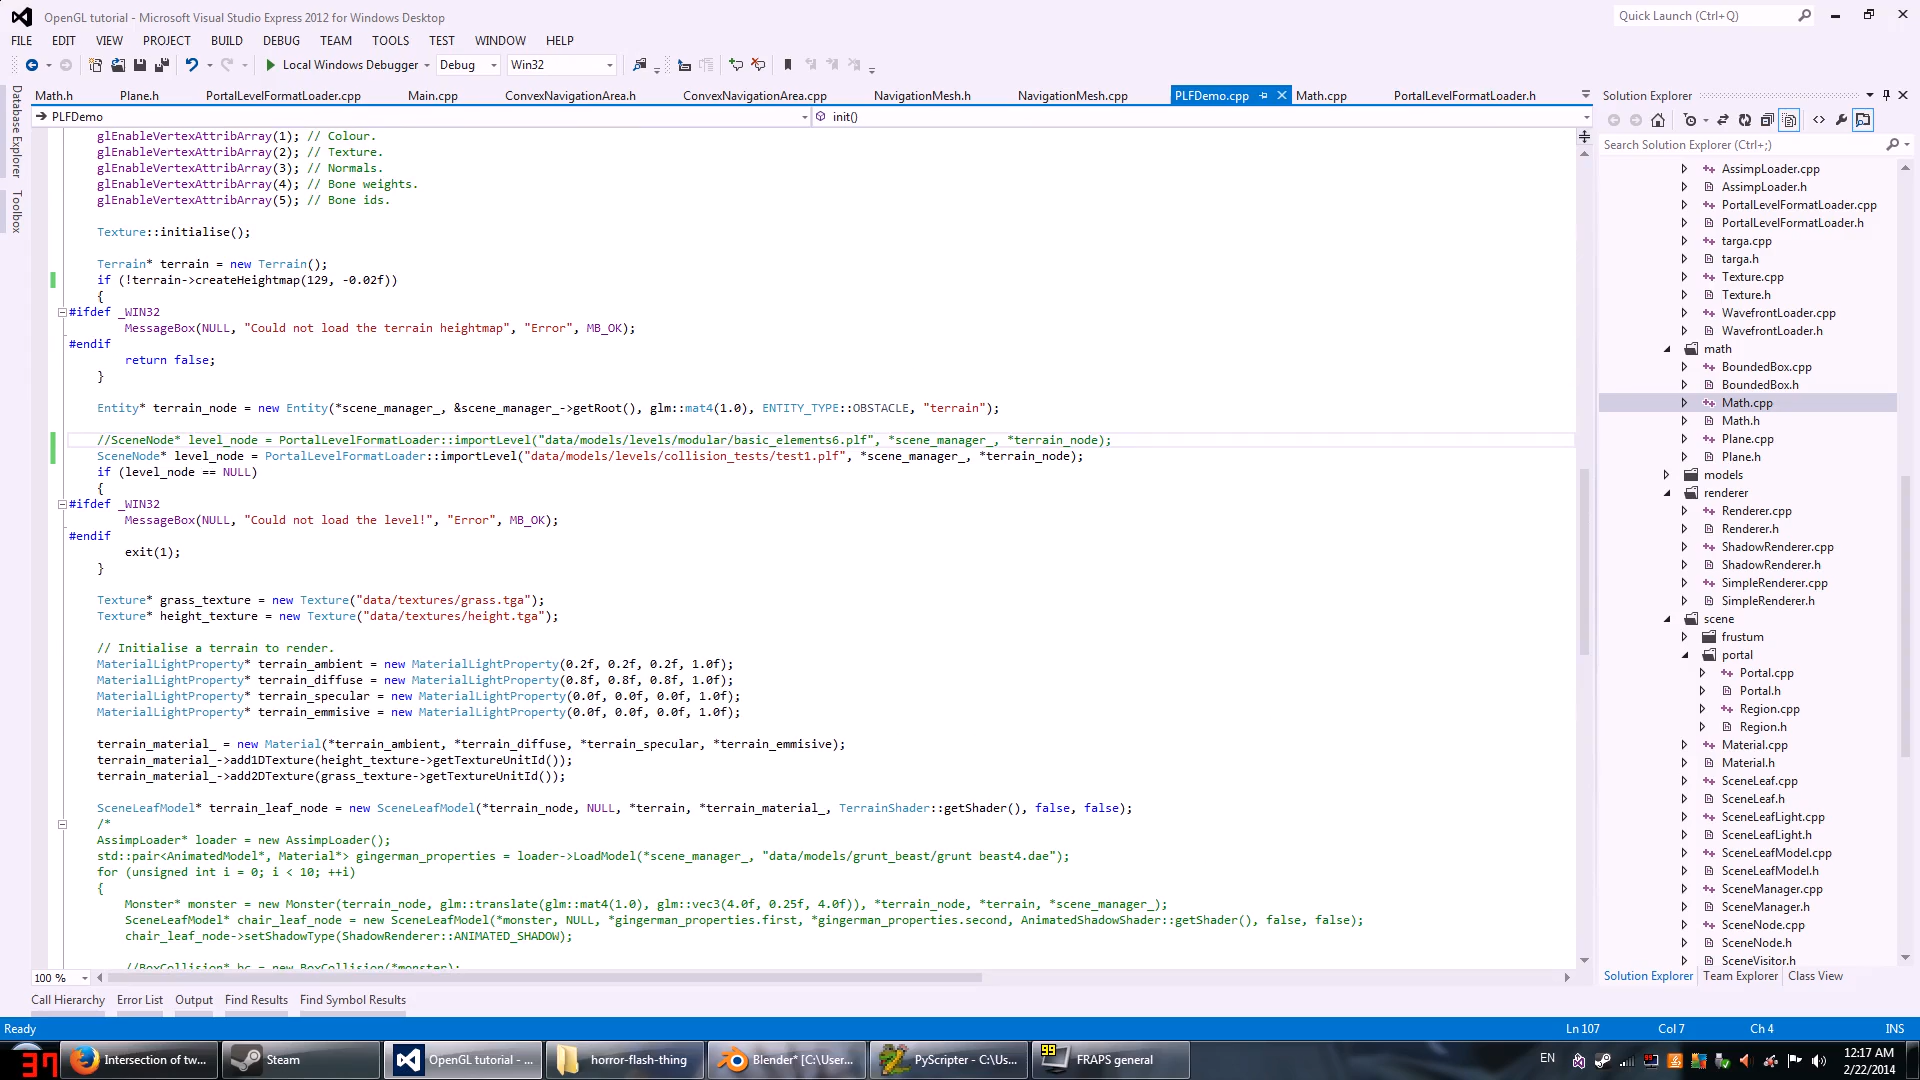 OpenGL tutorial - Microsoft Visual Studio Express 2012 for Windows Desktop
Quick Launch (Ctrl+Q)
FILE EDIT VIEW PROJECT BUILD DEBUG TEAM TOOLS TEST WINDOW HELP
Local Windows Debugger Debug Win32
Math.h Plane.h PortalLevelFormatLoader.cpp Main.cpp ConvexNavigationArea.h ConvexNavigationArea.cpp NavigationMesh.h NavigationMesh.cpp PLFDemo.cpp Math.cpp PortalLevelFormatLoader.h
PLFDemo init()
Database Explorer
Toolbox
glEnableVertexAttribArray(1); // Colour.
glEnableVertexAttribArray(2); // Texture.
glEnableVertexAttribArray(3); // Normals.
glEnableVertexAttribArray(4); // Bone weights.
glEnableVertexAttribArray(5); // Bone ids.
Texture::initialise();
Terrain* terrain = new Terrain();
if (!terrain->createHeightmap(129, -0.02f))
{
#ifdef _WIN32
MessageBox(NULL, "Could not load the terrain heightmap", "Error", MB_OK);
#endif
return false;
}
Entity* terrain_node = new Entity(*scene_manager_, &scene_manager_->getRoot(), glm::mat4(1.0), ENTITY_TYPE::OBSTACLE, "terrain");
//SceneNode* level_node = PortalLevelFormatLoader::importLevel("data/models/levels/modular/basic_elements6.plf", *scene_manager_, *terrain_node);
SceneNode* level_node = PortalLevelFormatLoader::importLevel("data/models/levels/collision_tests/test1.plf", *scene_manager_, *terrain_node);
if (level_node == NULL)
{
#ifdef _WIN32
MessageBox(NULL, "Could not load the level!", "Error", MB_OK);
#endif
exit(1);
}
Texture* grass_texture = new Texture("data/textures/grass.tga");
Texture* height_texture = new Texture("data/textures/height.tga");
// Initialise a terrain to render.
MaterialLightProperty* terrain_ambient = new MaterialLightProperty(0.2f, 0.2f, 0.2f, 1.0f);
MaterialLightProperty* terrain_diffuse = new MaterialLightProperty(0.8f, 0.8f, 0.8f, 1.0f);
MaterialLightProperty* terrain_specular = new MaterialLightProperty(0.0f, 0.0f, 0.0f, 1.0f);
MaterialLightProperty* terrain_emmisive = new MaterialLightProperty(0.0f, 0.0f, 0.0f, 1.0f);
terrain_material_ = new Material(*terrain_ambient, *terrain_diffuse, *terrain_specular, *terrain_emmisive);
terrain_material_->add1DTexture(height_texture->getTextureUnitId());
terrain_material_->add2DTexture(grass_texture->getTextureUnitId());
SceneLeafModel* terrain_leaf_node = new SceneLeafModel(*terrain_node, NULL, *terrain, *terrain_material_, TerrainShader::getShader(), false, false);
/*
AssimpLoader* loader = new AssimpLoader();
std::pair<AnimatedModel*, Material*> gingerman_properties = loader->LoadModel(*scene_manager_, "data/models/grunt_beast/grunt beast4.dae");
for (unsigned int i = 0; i < 10; ++i)
{
Monster* monster = new Monster(terrain_node, glm::translate(glm::mat4(1.0), glm::vec3(4.0f, 0.25f, 4.0f)), *terrain_node, *terrain, *scene_manager_);
SceneLeafModel* chair_leaf_node = new SceneLeafModel(*monster, NULL, *gingerman_properties.first, *gingerman_properties.second, AnimatedShadowShader::getShader(), false, false);
chair_leaf_node->setShadowType(ShadowRenderer::ANIMATED_SHADOW);
//BoxCollision* bc = new BoxCollision(*monster);
100 %
Solution Explorer
Search Solution Explorer (Ctrl+;)
AssimpLoader.cpp
AssimpLoader.h
PortalLevelFormatLoader.cpp
PortalLevelFormatLoader.h
targa.cpp
targa.h
Texture.cpp
Texture.h
WavefrontLoader.cpp
WavefrontLoader.h
math
BoundedBox.cpp
BoundedBox.h
Math.cpp
Math.h
Plane.cpp
Plane.h
models
renderer
Renderer.cpp
Renderer.h
ShadowRenderer.cpp
ShadowRenderer.h
SimpleRenderer.cpp
SimpleRenderer.h
scene
frustum
portal
Portal.cpp
Portal.h
Region.cpp
Region.h
Material.cpp
Material.h
SceneLeaf.cpp
SceneLeaf.h
SceneLeafLight.cpp
SceneLeafLight.h
SceneLeafModel.cpp
SceneLeafModel.h
SceneManager.cpp
SceneManager.h
SceneNode.cpp
SceneNode.h
SceneVisitor.h
Solution Explorer Team Explorer Class View
Call Hierarchy Error List Output Find Results Find Symbol Results
Ready Ln 107 Col 7 Ch 4 INS
37 Intersection of tw... Steam OpenGL tutorial - ... horror-flash-thing Blender* [C:\User... PyScripter - C:\Us... 99 FRAPS general EN 12:17 AM
2/22/2014